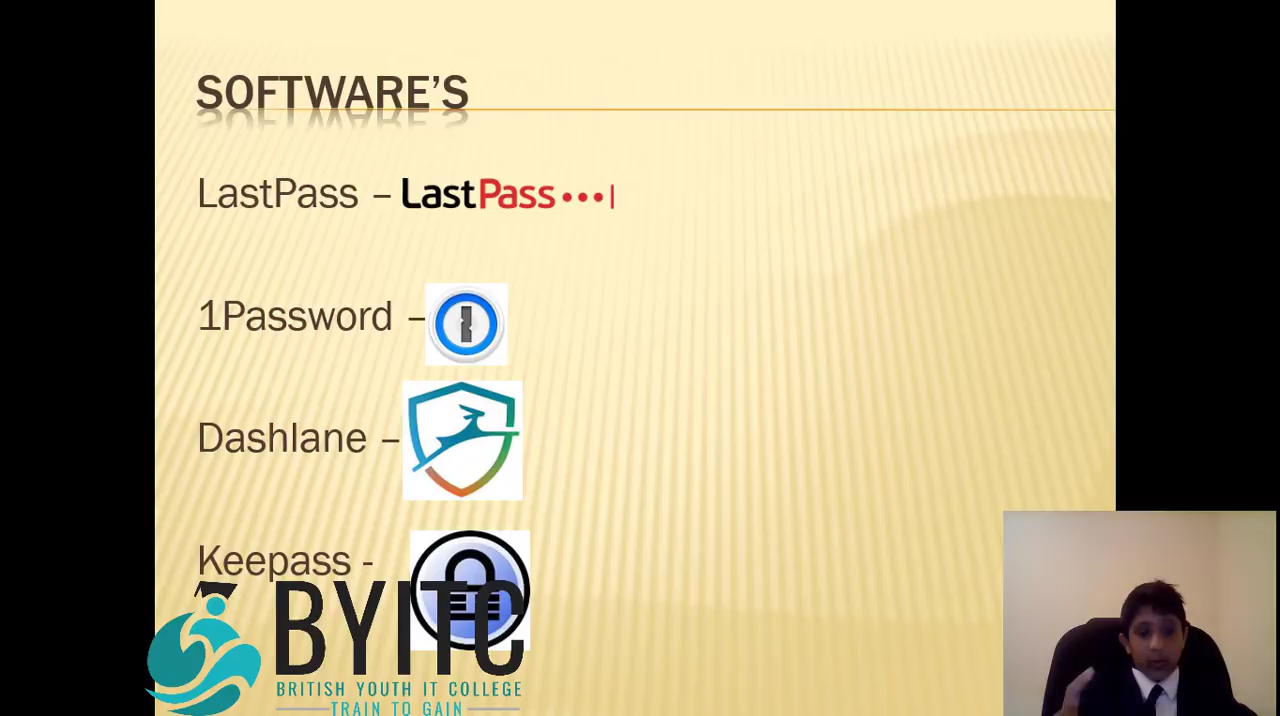 SOFTWARE'S
LastPass – LastPass •••|
1Password –
Dashlane –
Keepass -
BYITC
BRITISH YOUTH IT COLLEGE
TRAIN TO GAIN